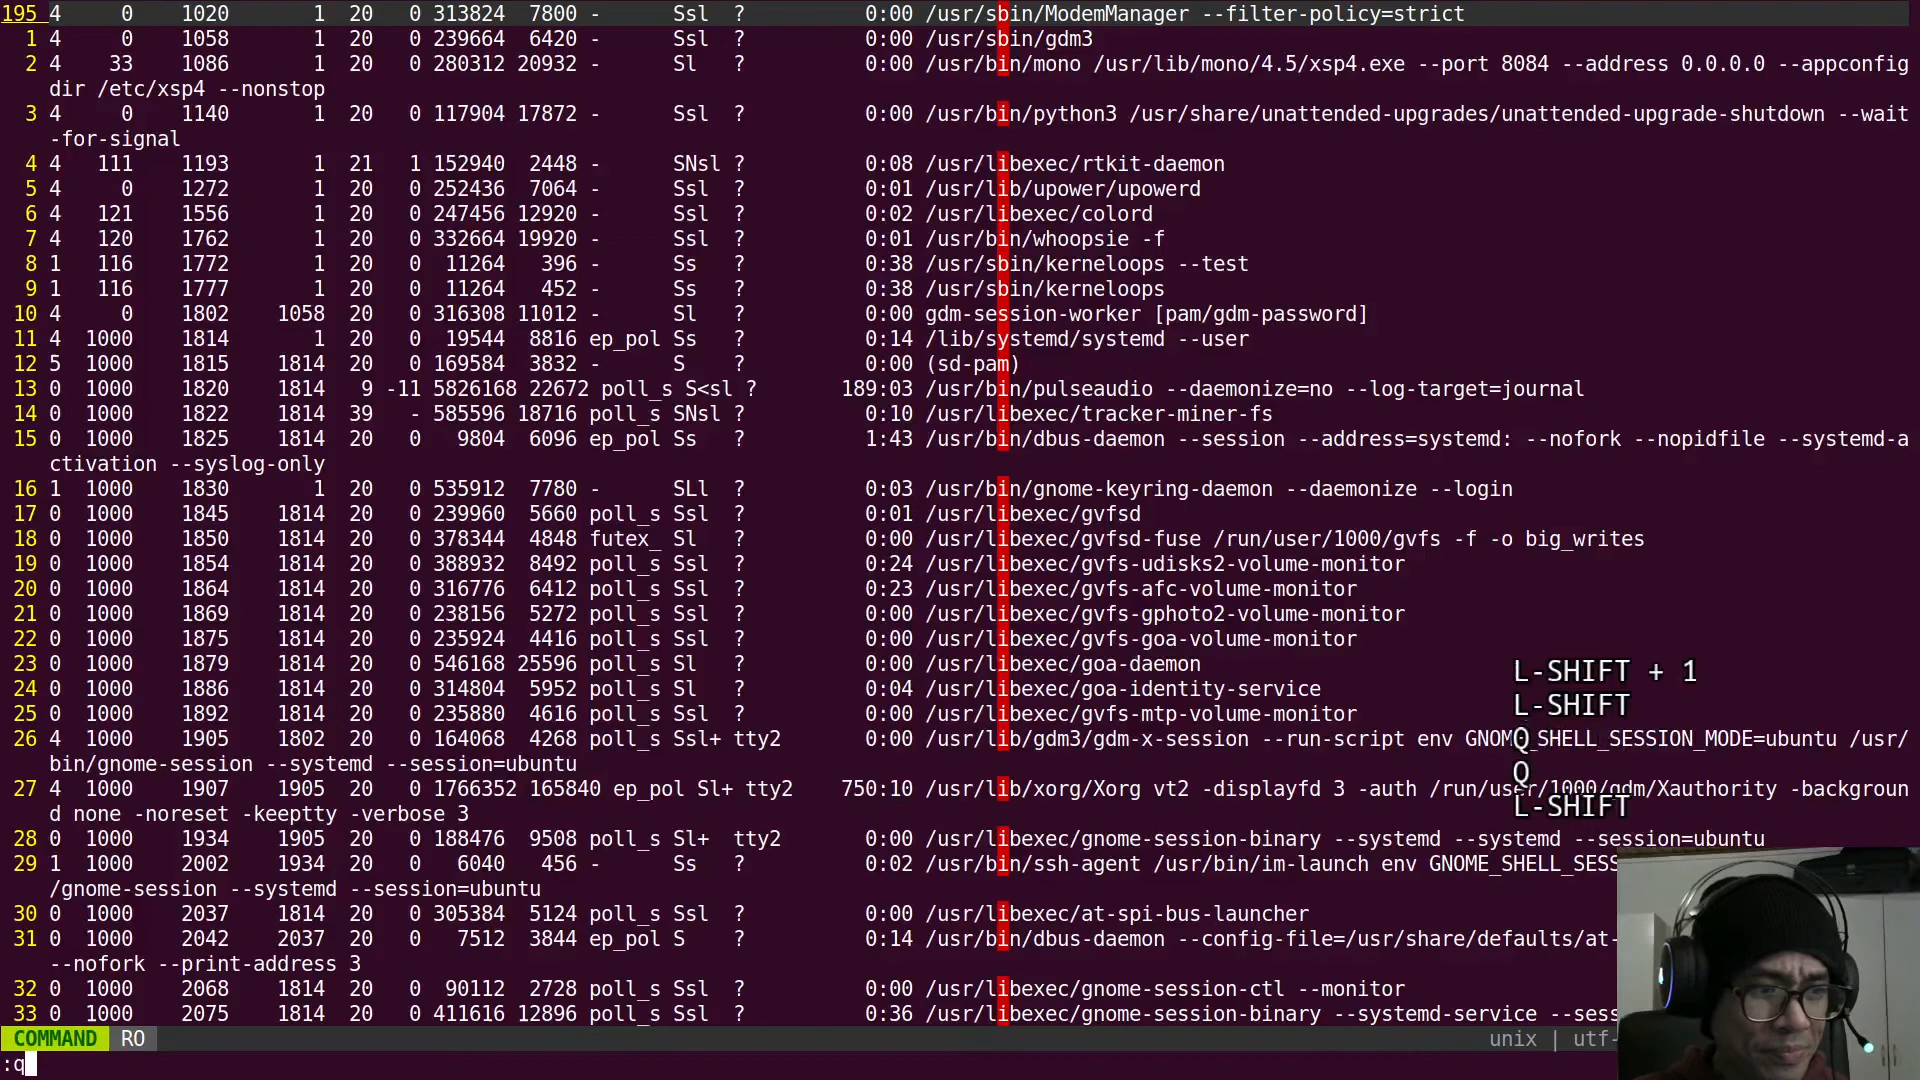 195 4     0    1020       1  20   0 313824  7800 -      Ssl  ?          0:00 /usr/sbin/ModemManager --filter-policy=strict
  1 4     0    1058       1  20   0 239664  6420 -      Ssl  ?          0:00 /usr/sbin/gdm3
  2 4    33    1086       1  20   0 280312 20932 -      Sl   ?          0:00 /usr/bin/mono /usr/lib/mono/4.5/xsp4.exe --port 8084 --address 0.0.0.0 --appconfig
dir /etc/xsp4 --nonstop
  3 4     0    1140       1  20   0 117904 17872 -      Ssl  ?          0:00 /usr/bin/python3 /usr/share/unattended-upgrades/unattended-upgrade-shutdown --wait
-for-signal
  4 4   111    1193       1  21   1 152940  2448 -      SNsl ?          0:08 /usr/libexec/rtkit-daemon
  5 4     0    1272       1  20   0 252436  7064 -      Ssl  ?          0:01 /usr/lib/upower/upowerd
  6 4   121    1556       1  20   0 247456 12920 -      Ssl  ?          0:02 /usr/libexec/colord
  7 4   120    1762       1  20   0 332664 19920 -      Ssl  ?          0:01 /usr/bin/whoopsie -f
  8 1   116    1772       1  20   0  11264   396 -      Ss   ?          0:38 /usr/sbin/kerneloops --test
  9 1   116    1777       1  20   0  11264   452 -      Ss   ?          0:38 /usr/sbin/kerneloops
 10 4     0    1802    1058  20   0 316308 11012 -      Sl   ?          0:00 gdm-session-worker [pam/gdm-password]
 11 4  1000    1814       1  20   0  19544  8816 ep_pol Ss   ?          0:14 /lib/systemd/systemd --user
 12 5  1000    1815    1814  20   0 169584  3832 -      S    ?          0:00 (sd-pam)
 13 0  1000    1820    1814   9 -11 5826168 22672 poll_s S<sl ?       189:03 /usr/bin/pulseaudio --daemonize=no --log-target=journal
 14 0  1000    1822    1814  39   - 585596 18716 poll_s SNsl ?          0:10 /usr/libexec/tracker-miner-fs
 15 0  1000    1825    1814  20   0   9804  6096 ep_pol Ss   ?          1:43 /usr/bin/dbus-daemon --session --address=systemd: --nofork --nopidfile --systemd-a
ctivation --syslog-only
 16 1  1000    1830       1  20   0 535912  7780 -      SLl  ?          0:03 /usr/bin/gnome-keyring-daemon --daemonize --login
 17 0  1000    1845    1814  20   0 239960  5660 poll_s Ssl  ?          0:01 /usr/libexec/gvfsd
 18 0  1000    1850    1814  20   0 378344  4848 futex_ Sl   ?          0:00 /usr/libexec/gvfsd-fuse /run/user/1000/gvfs -f -o big_writes
 19 0  1000    1854    1814  20   0 388932  8492 poll_s Ssl  ?          0:24 /usr/libexec/gvfs-udisks2-volume-monitor
 20 0  1000    1864    1814  20   0 316776  6412 poll_s Ssl  ?          0:23 /usr/libexec/gvfs-afc-volume-monitor
 21 0  1000    1869    1814  20   0 238156  5272 poll_s Ssl  ?          0:00 /usr/libexec/gvfs-gphoto2-volume-monitor
 22 0  1000    1875    1814  20   0 235924  4416 poll_s Ssl  ?          0:00 /usr/libexec/gvfs-goa-volume-monitor
 23 0  1000    1879    1814  20   0 546168 25596 poll_s Sl   ?          0:00 /usr/libexec/goa-daemon
 24 0  1000    1886    1814  20   0 314804  5952 poll_s Sl   ?          0:04 /usr/libexec/goa-identity-service
 25 0  1000    1892    1814  20   0 235880  4616 poll_s Ssl  ?          0:00 /usr/libexec/gvfs-mtp-volume-monitor
 26 4  1000    1905    1802  20   0 164068  4268 poll_s Ssl+ tty2       0:00 /usr/lib/gdm3/gdm-x-session --run-script env GNOME_SHELL_SESSION_MODE=ubuntu /usr/
bin/gnome-session --systemd --session=ubuntu
 27 4  1000    1907    1905  20   0 1766352 165840 ep_pol Sl+ tty2    750:10 /usr/lib/xorg/Xorg vt2 -displayfd 3 -auth /run/user/1000/gdm/Xauthority -backgroun
d none -noreset -keeptty -verbose 3
 28 0  1000    1934    1905  20   0 188476  9508 poll_s Sl+  tty2       0:00 /usr/libexec/gnome-session-binary --systemd --systemd --session=ubuntu
 29 1  1000    2002    1934  20   0   6040   456 -      Ss   ?          0:02 /usr/bin/ssh-agent /usr/bin/im-launch env GNOME_SHELL_SESS
/gnome-session --systemd --session=ubuntu
 30 0  1000    2037    1814  20   0 305384  5124 poll_s Ssl  ?          0:00 /usr/libexec/at-spi-bus-launcher
 31 0  1000    2042    2037  20   0   7512  3844 ep_pol S    ?          0:14 /usr/bin/dbus-daemon --config-file=/usr/share/defaults/at-
--nofork --print-address 3
 32 0  1000    2068    1814  20   0  90112  2728 poll_s Ssl  ?          0:00 /usr/libexec/gnome-session-ctl --monitor
 33 0  1000    2075    1814  20   0 411616 12896 poll_s Ssl  ?          0:36 /usr/libexec/gnome-session-binary --systemd-service --sess
COMMAND RO unix | utf-
:q
L-SHIFT + 1
L-SHIFT
Q
Q
L-SHIFT